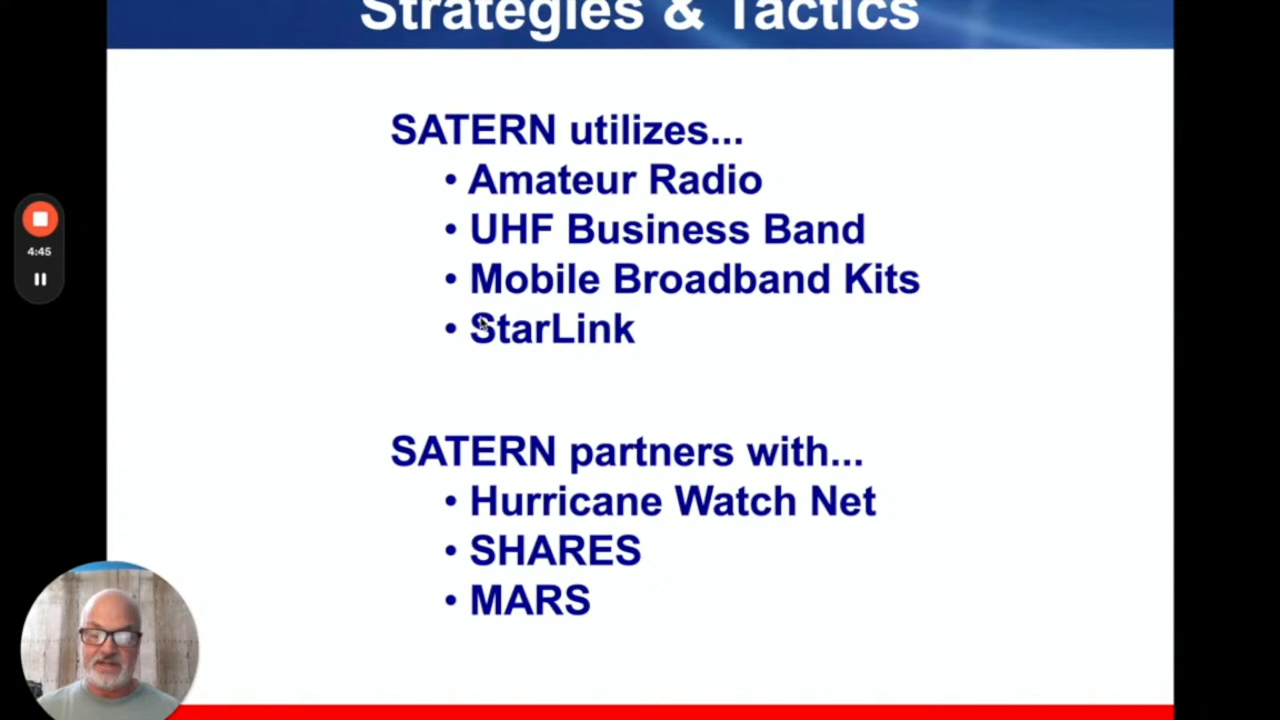 Strategies & Tactics
SATERN utilizes...
• Amateur Radio
• UHF Business Band
• Mobile Broadband Kits
• StarLink
4:45
SATERN partners with...
• Hurricane Watch Net
• SHARES
• MARS